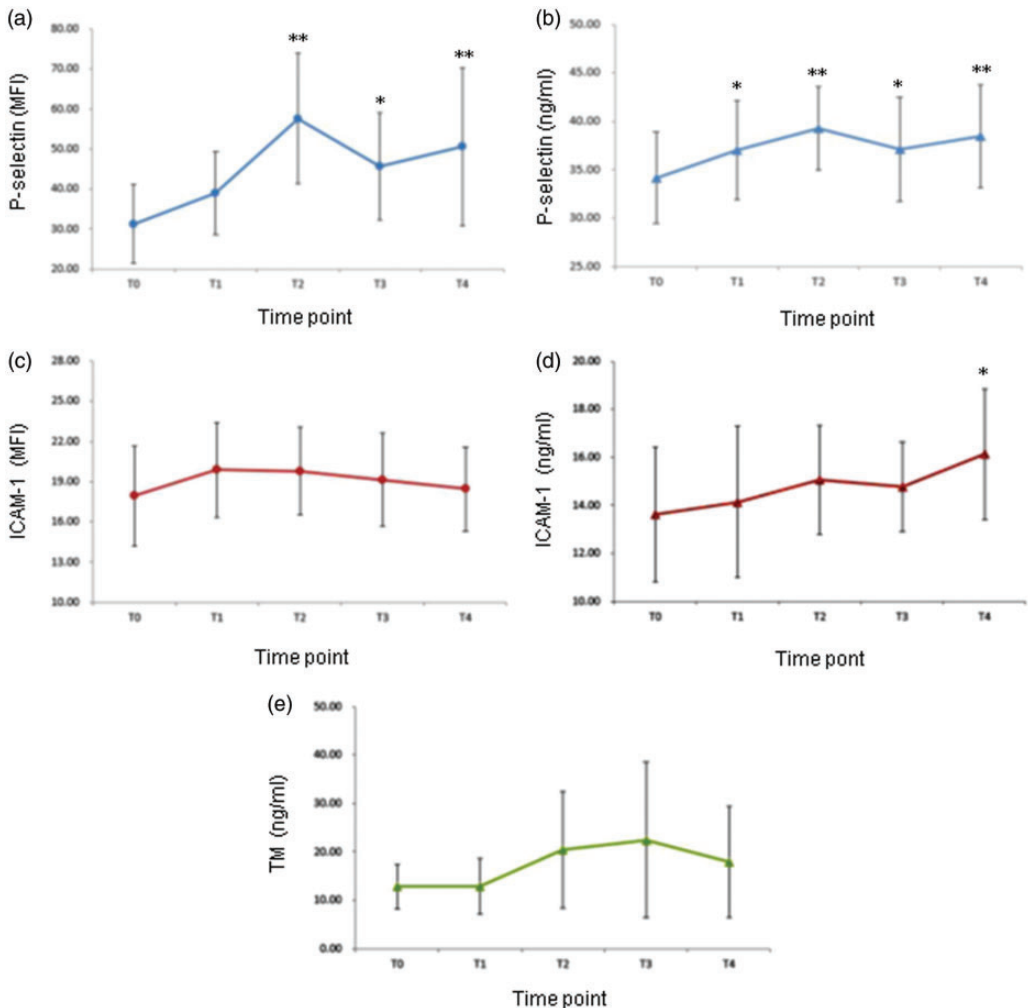 (a)
P-selectin (MFI)
80.00
70.00
60.00
50.00
40.00
30.00
20.00
**
*
**
T0 T1 T2 T3 T4
Time point
(b)
P-selectin (ng/ml)
50.00
45.00
40.00
35.00
30.00
25.00
*
**
*
**
T0 T1 T2 T3 T4
Time point
(c)
ICAM-1 (MFI)
28.00
25.00
22.00
19.00
16.00
13.00
10.00
T0 T1 T2 T3 T4
Time point
(d)
ICAM-1 (ng/ml)
20.00
18.00
16.00
14.00
12.00
10.00
*
T0 T1 T2 T3 T4
Time pont
(e)
TM (ng/ml)
50.00
40.00
30.00
20.00
10.00
0.00
T0 T1 T2 T3 T4
Time point